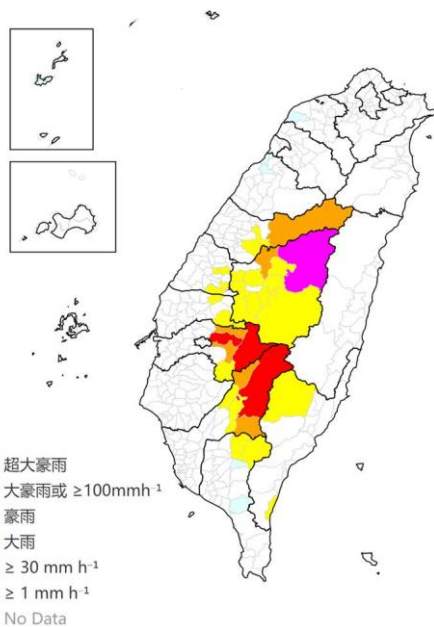 超大豪雨
大豪雨或 ≥100mmh⁻¹
豪雨
大雨
≥ 30 mm h⁻¹
≥ 1 mm h⁻¹
No Data